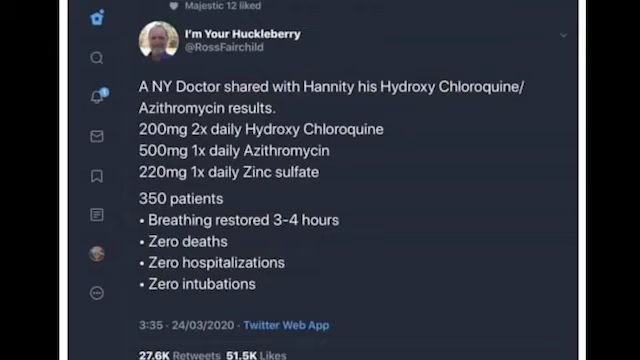 Majestic 12 liked
I'm Your Huckleberry
@RossFairchild
A NY Doctor shared with Hannity his Hydroxy Chloroquine/
Azithromycin results.
200mg 2x daily Hydroxy Chloroquine
500mg 1x daily Azithromycin
220mg 1x daily Zinc sulfate
350 patients
• Breathing restored 3-4 hours
• Zero deaths
• Zero hospitalizations
• Zero intubations
3:35 · 24/03/2020 · Twitter Web App
27.6K Retweets 51.5K Likes